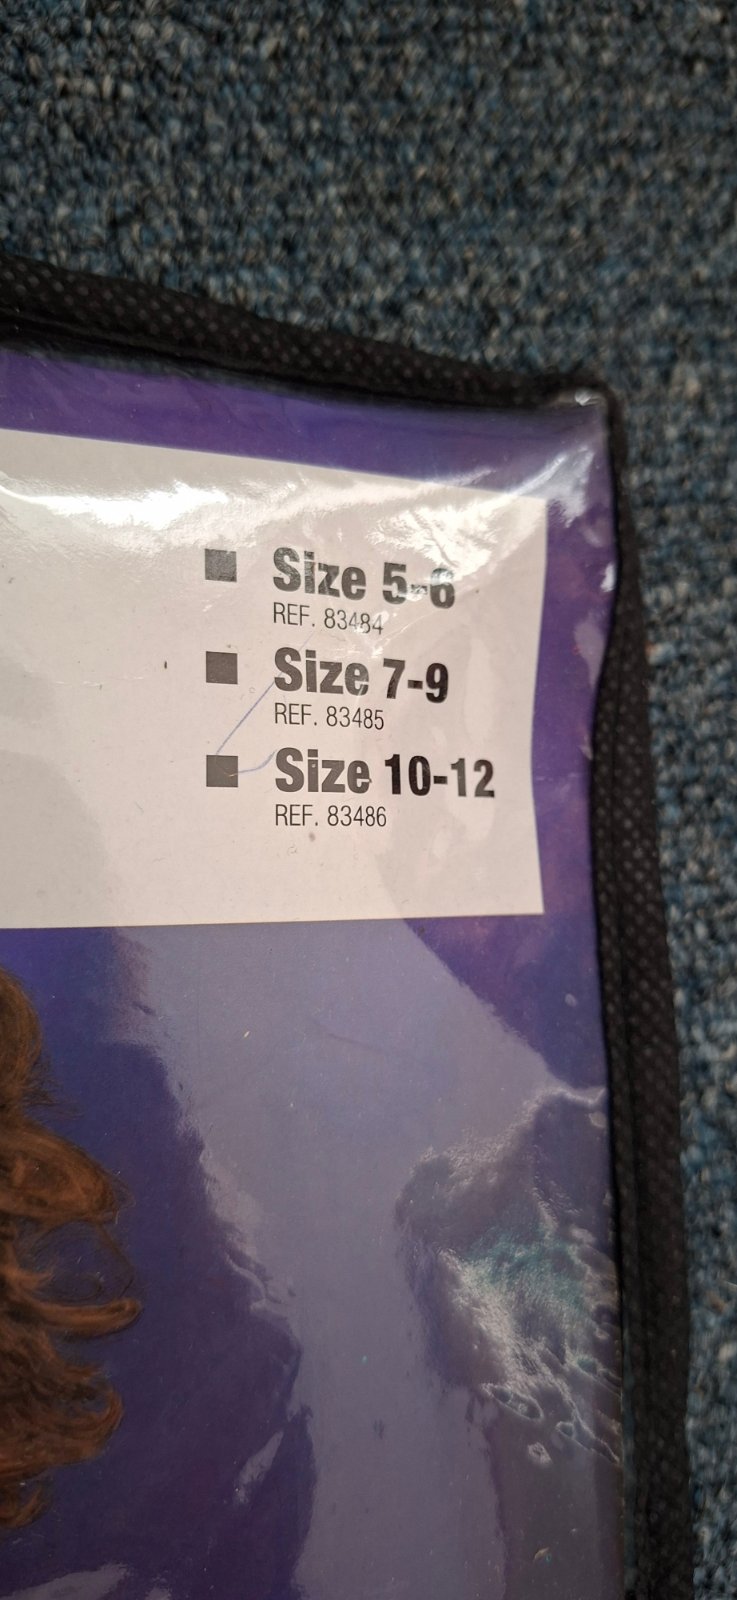 Size 5-6
REF. 83484
Size 7-9
REF. 83485
Size 10-12
REF. 83486